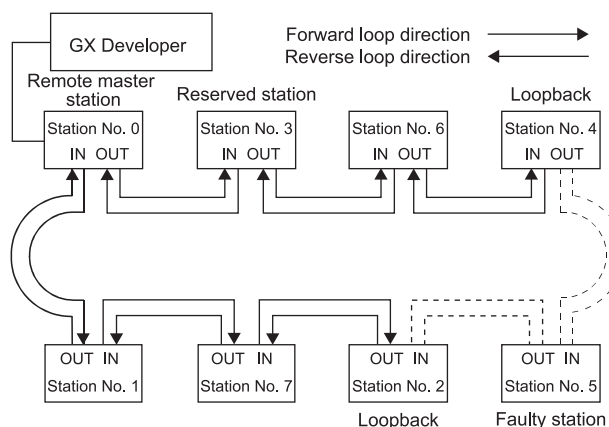 GX Developer
Forward loop direction
Reverse loop direction
Remote master
station
Reserved station
Loopback
Station No. 0
IN OUT
Station No. 3
IN OUT
Station No. 6
IN OUT
Station No. 4
IN OUT
OUT IN
Station No. 1
OUT IN
Station No. 7
OUT IN
Station No. 2
OUT IN
Station No. 5
Loopback
Faulty station